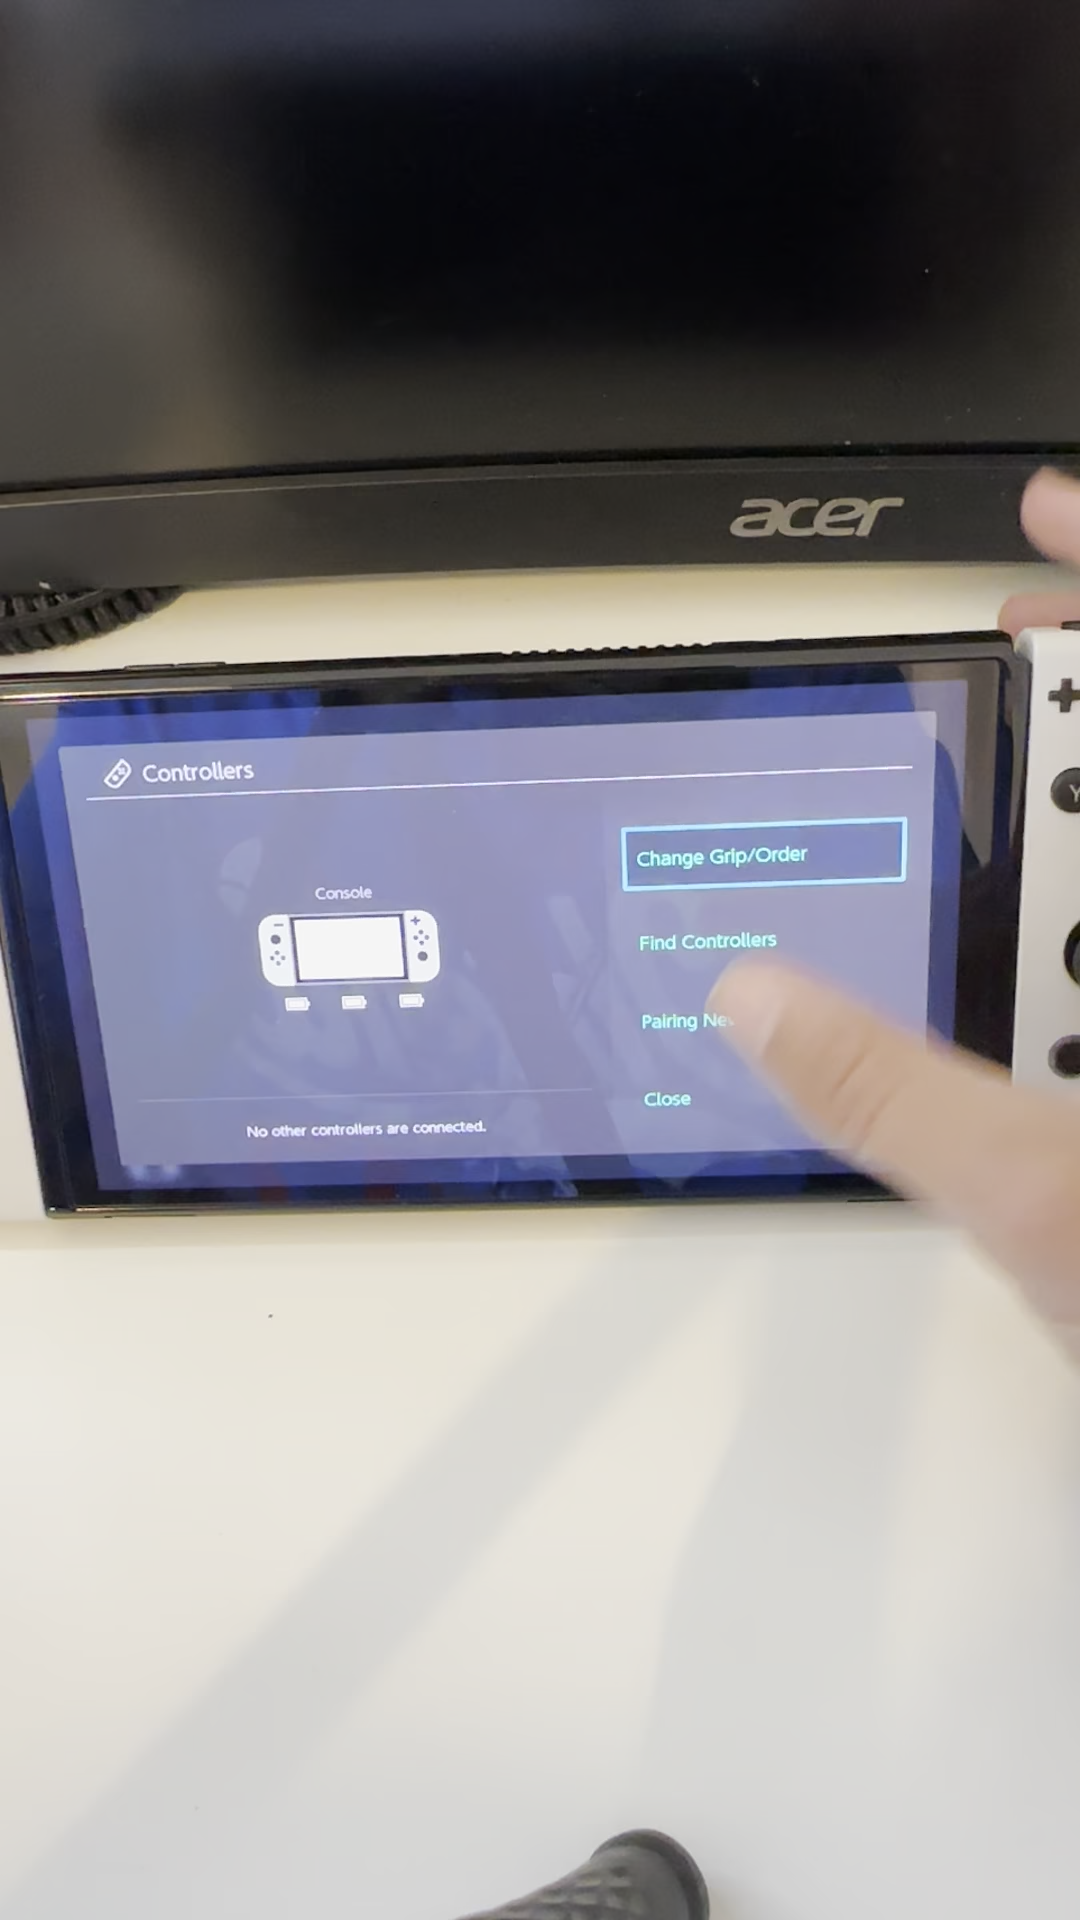 acer
Controllers
Change Grip/Order
Console
Find Controllers
Pairing
Close
No other controllers are connected.
Y